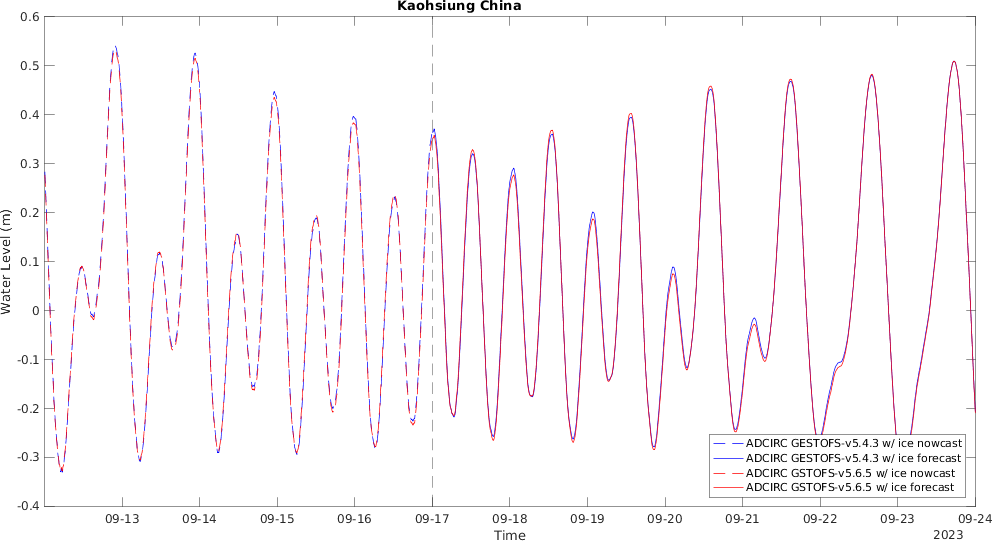 Kaohsiung China
Water Level (m)
0.6
0.5
0.4
0.3
0.2
0.1
0
-0.1
-0.2
-0.3
-0.4
ADCIRC GESTOFS-v5.4.3 w/ ice nowcast
ADCIRC GESTOFS-v5.4.3 w/ ice forecast
ADCIRC GSTOFS-v5.6.5 w/ ice nowcast
ADCIRC GSTOFS-v5.6.5 w/ ice forecast
09-13 09-14 09-15 09-16 09-17 09-18 09-19 09-20 09-21 09-22 09-23 09-24
Time
2023